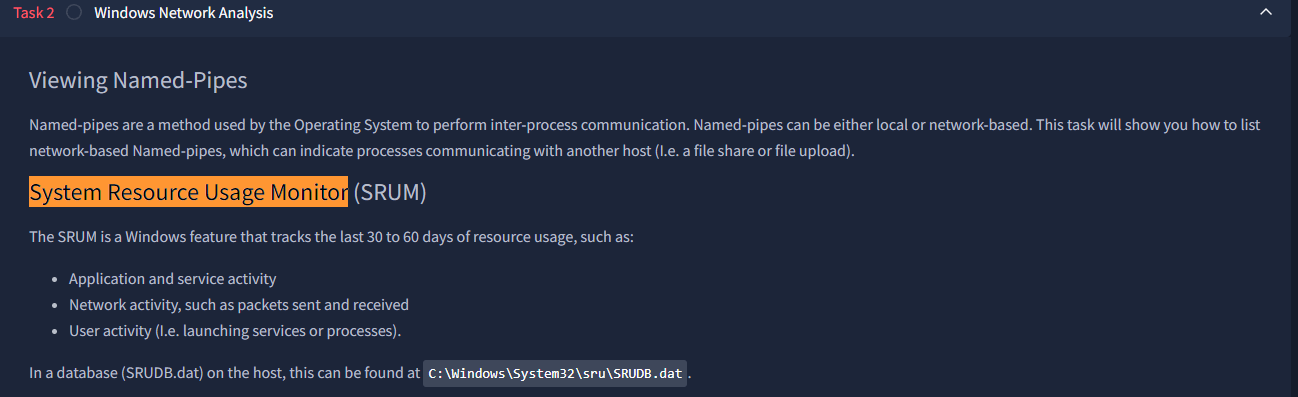 Task 2 Windows Network Analysis
Viewing Named-Pipes
Named-pipes are a method used by the Operating System to perform inter-process communication. Named-pipes can be either local or network-based. This task will show you how to list
network-based Named-pipes, which can indicate processes communicating with another host (I.e. a file share or file upload).
System Resource Usage Monitor (SRUM)
The SRUM is a Windows feature that tracks the last 30 to 60 days of resource usage, such as:
• Application and service activity
• Network activity, such as packets sent and received
• User activity (I.e. launching services or processes).
In a database (SRUDB.dat) on the host, this can be found at C:\Windows\System32\sru\SRUDB.dat.